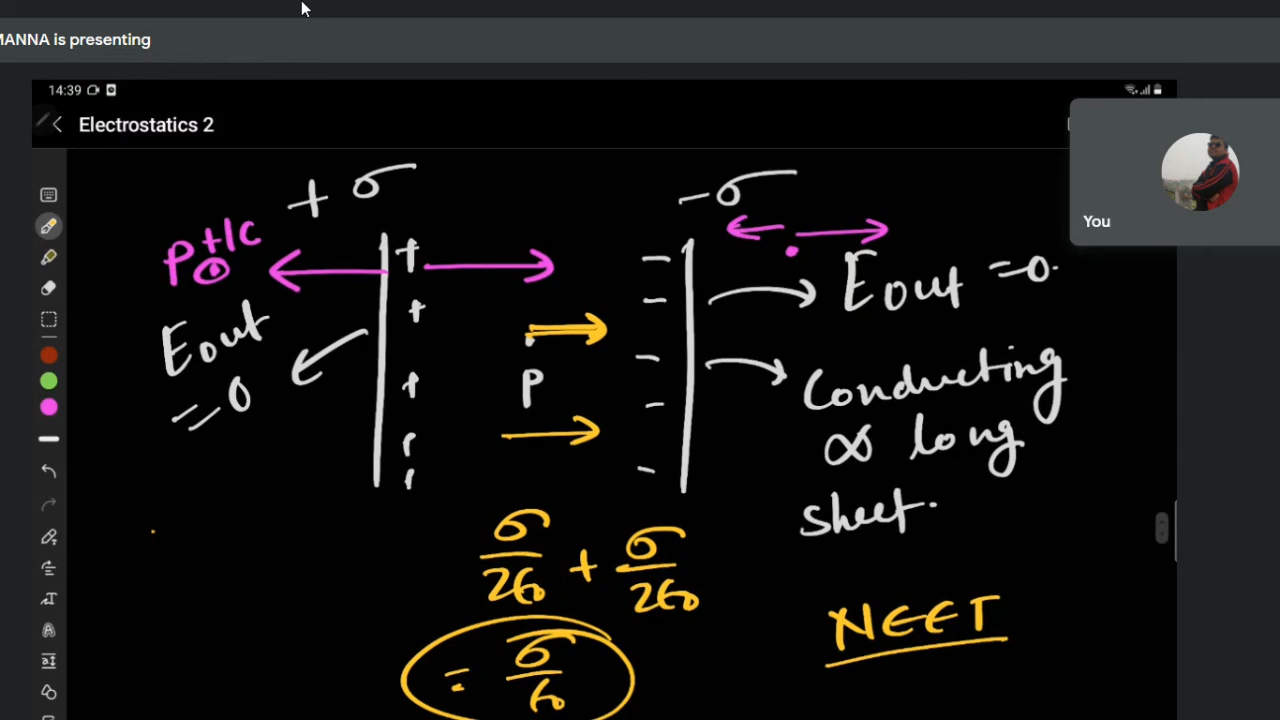 MANNA is presenting
14:39
Electrostatics 2
You
+ σ
-σ
P +1C
Eout
= 0
Eout = 0.
P
Conducting
∝ long
sheet.
σ/2ϵ0 + σ/2ϵ0
= σ/ϵ0
NEET